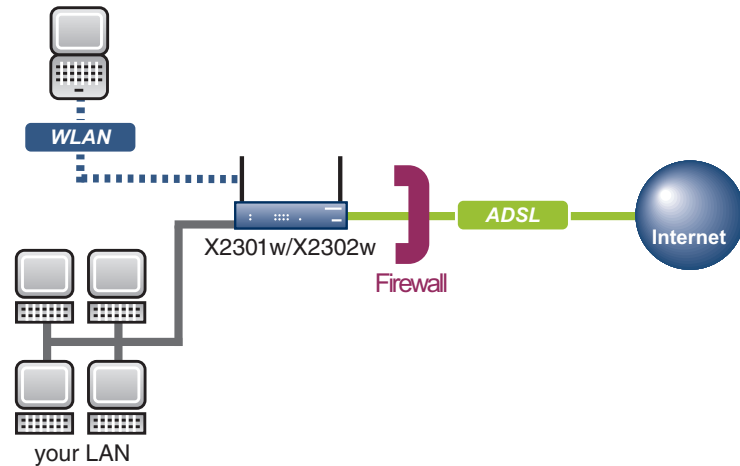 WLAN
ADSL
Internet
X2301w/X2302w
Firewall
your LAN